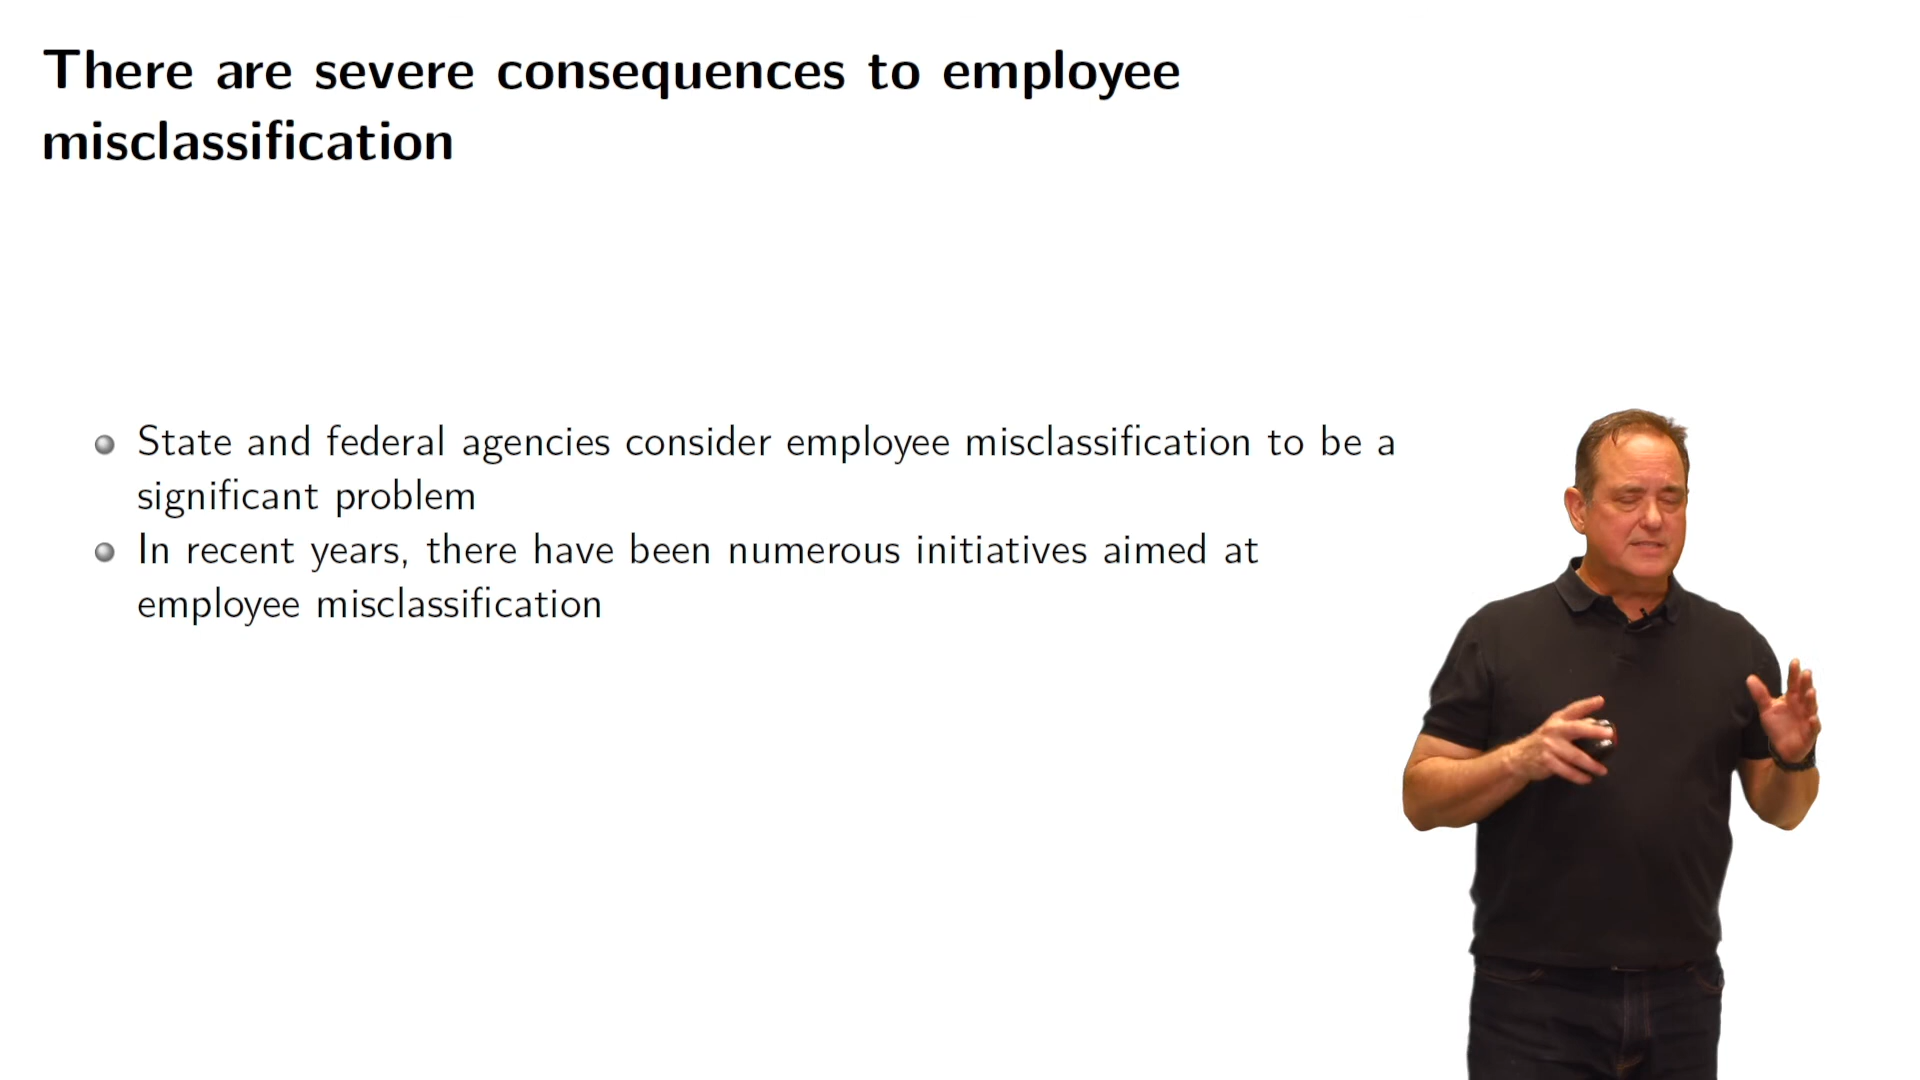 There are severe consequences to employee
misclassification
State and federal agencies consider employee misclassification to be a
significant problem
In recent years, there have been numerous initiatives aimed at
employee misclassification